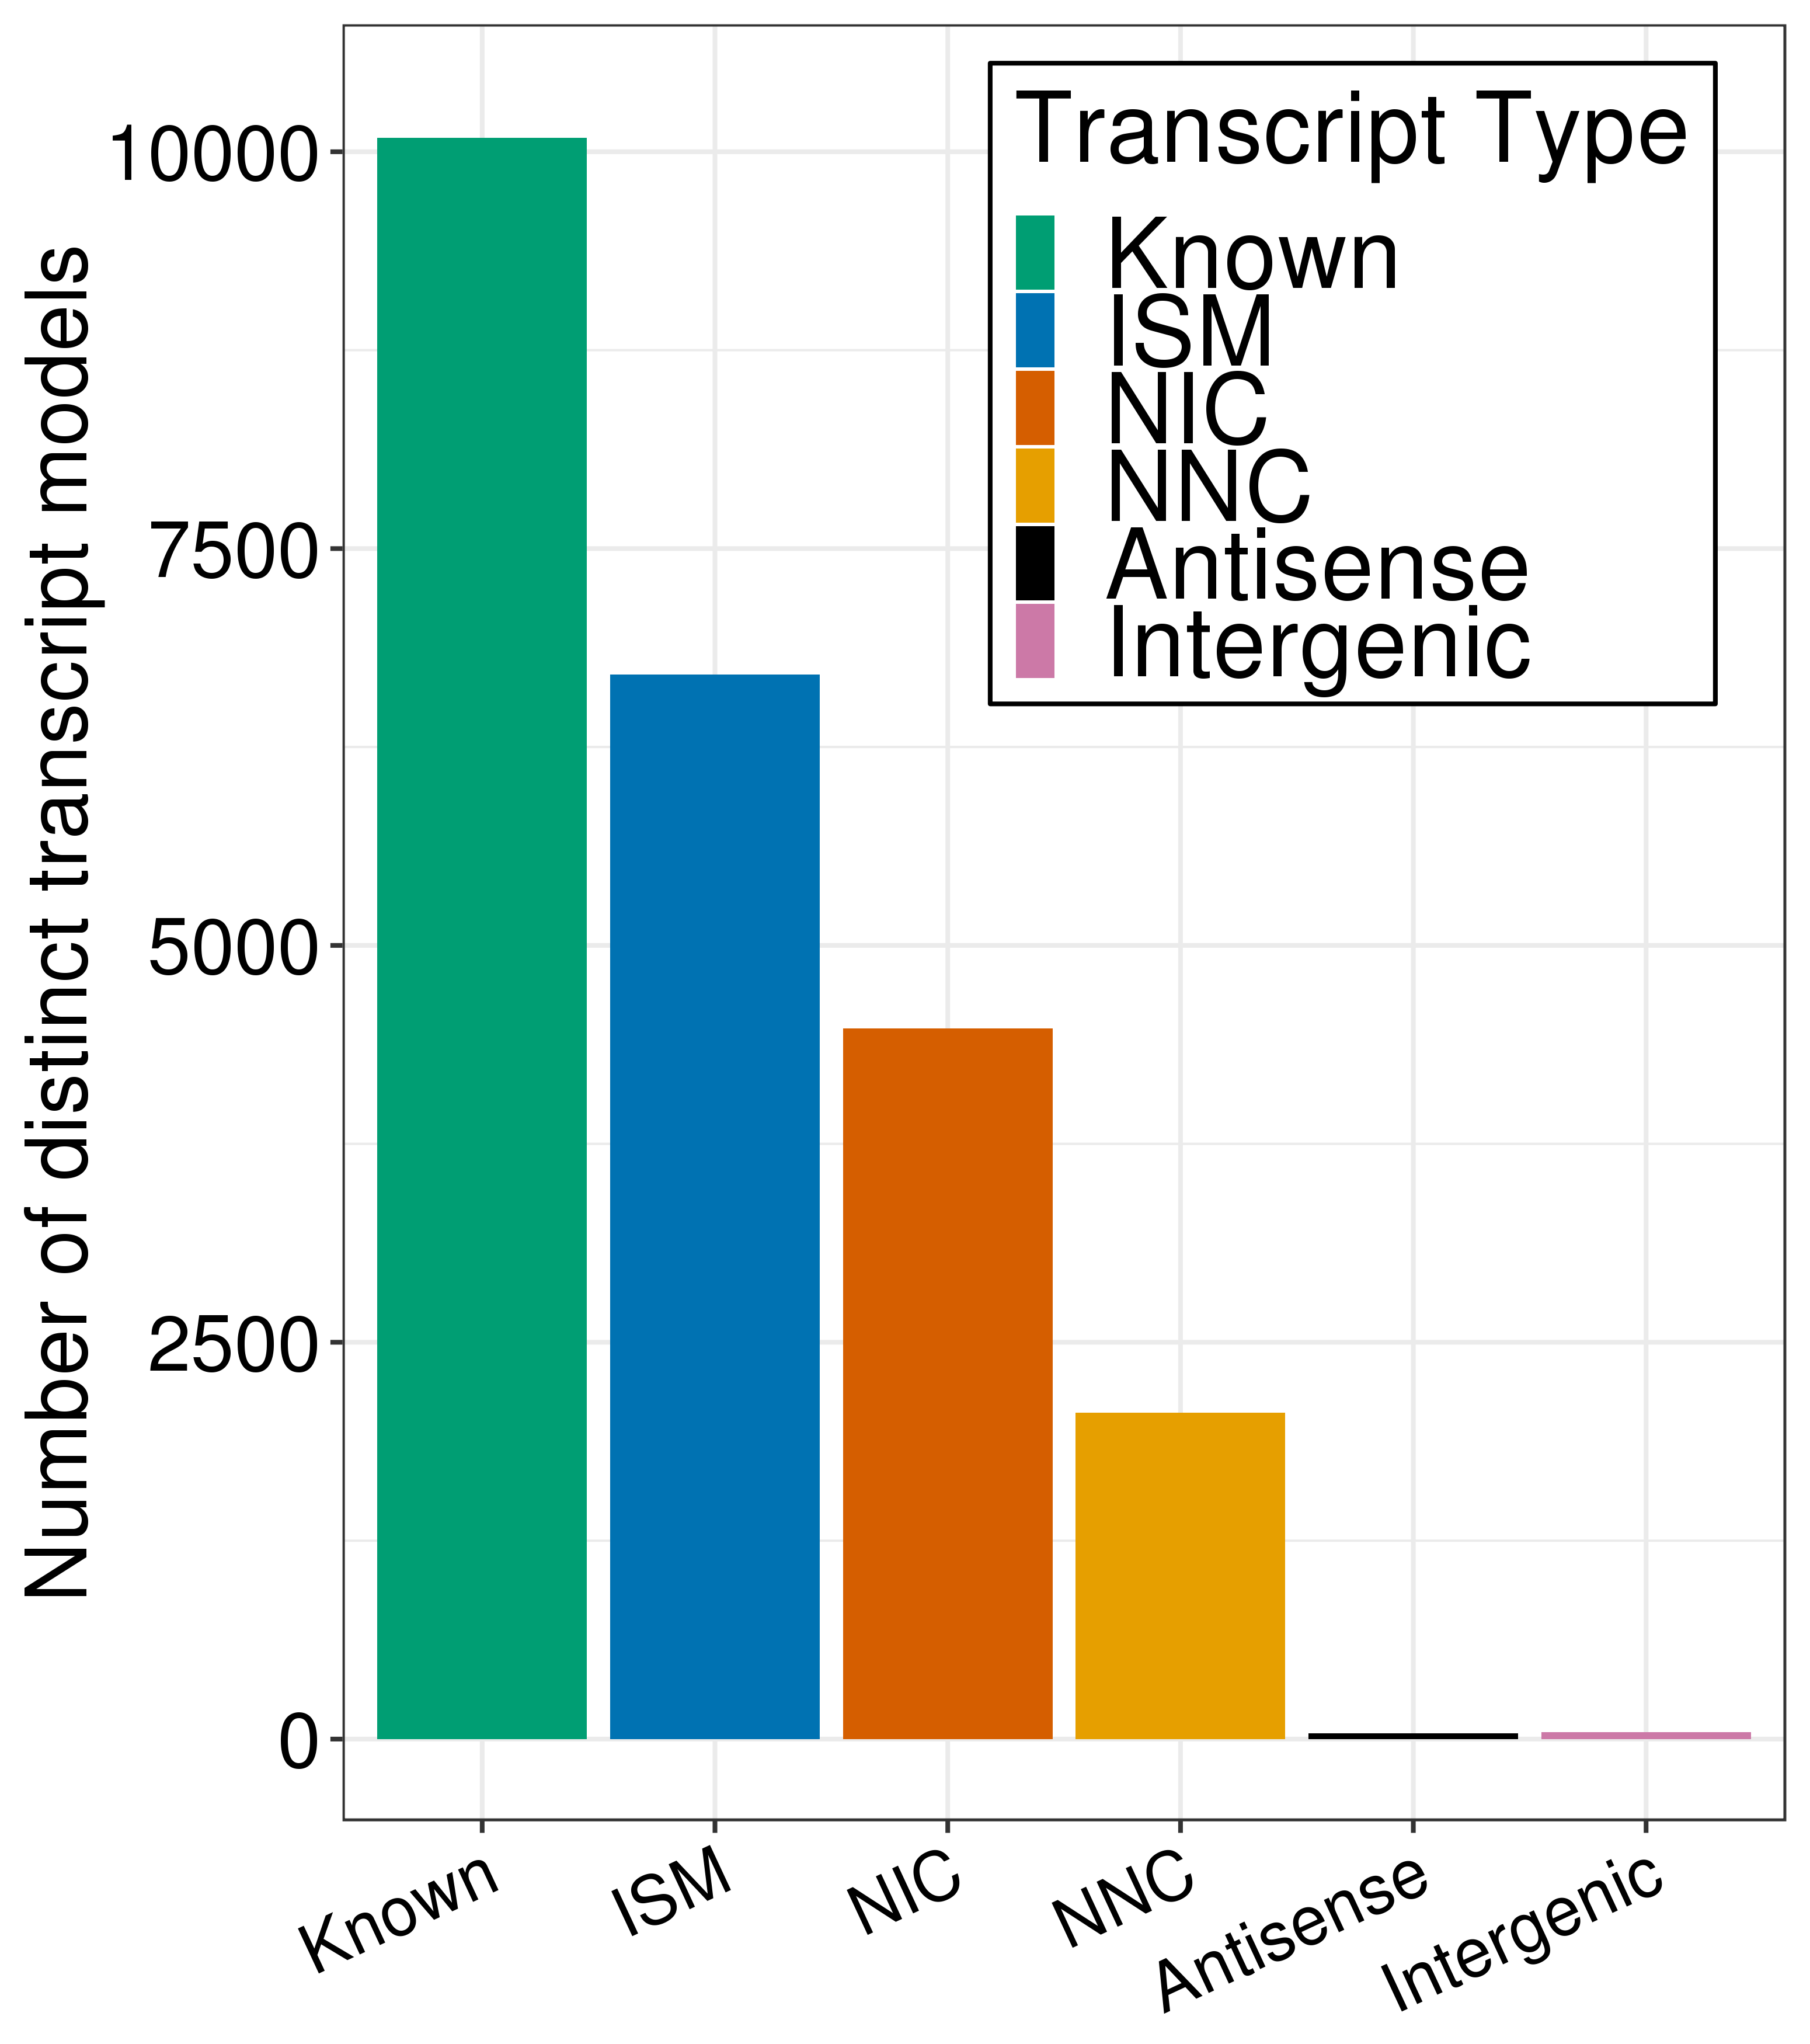 Number of distinct transcript models
10000
7500
5000
2500
0
Transcript Type
Known
ISM
NIC
NNC
Antisense
Intergenic
Known
ISM
NIC
NNC
Antisense
Intergenic